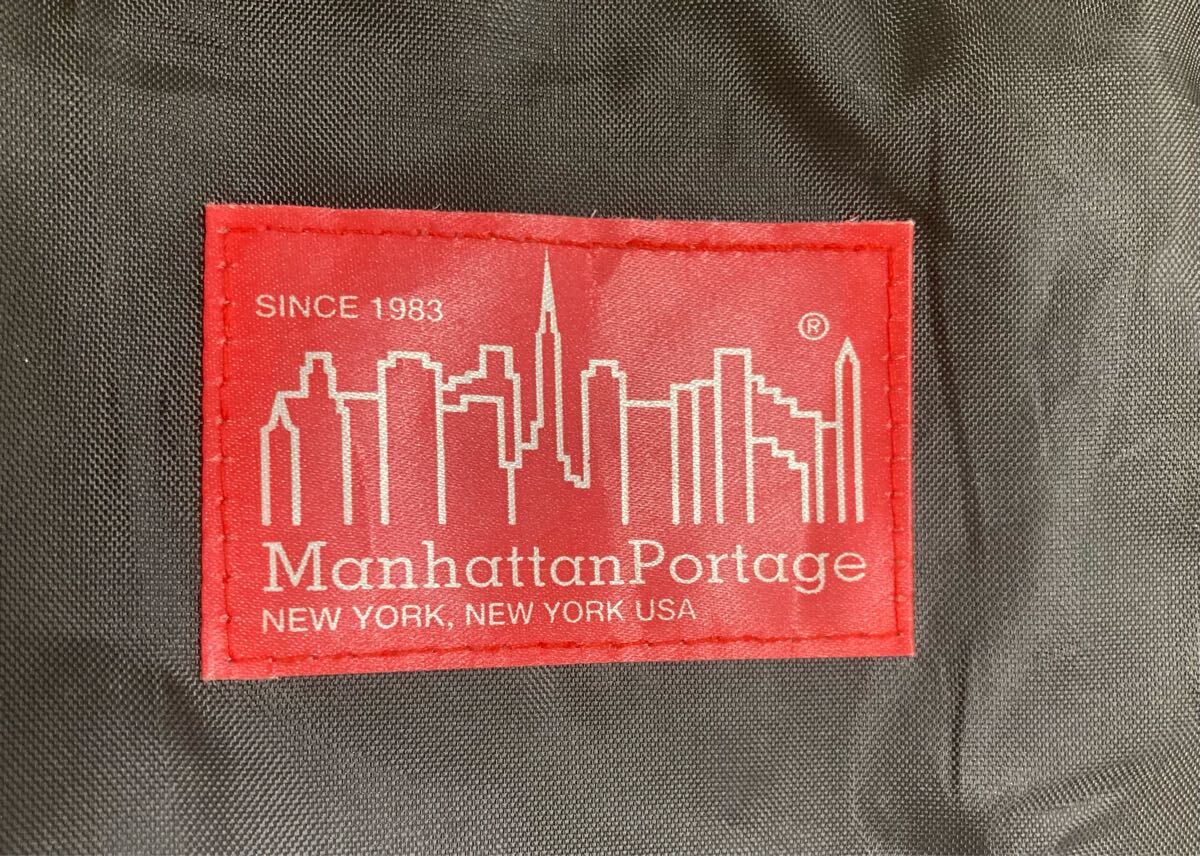 SINCE 1983
®
ManhattanPortage
NEW YORK, NEW YORK USA